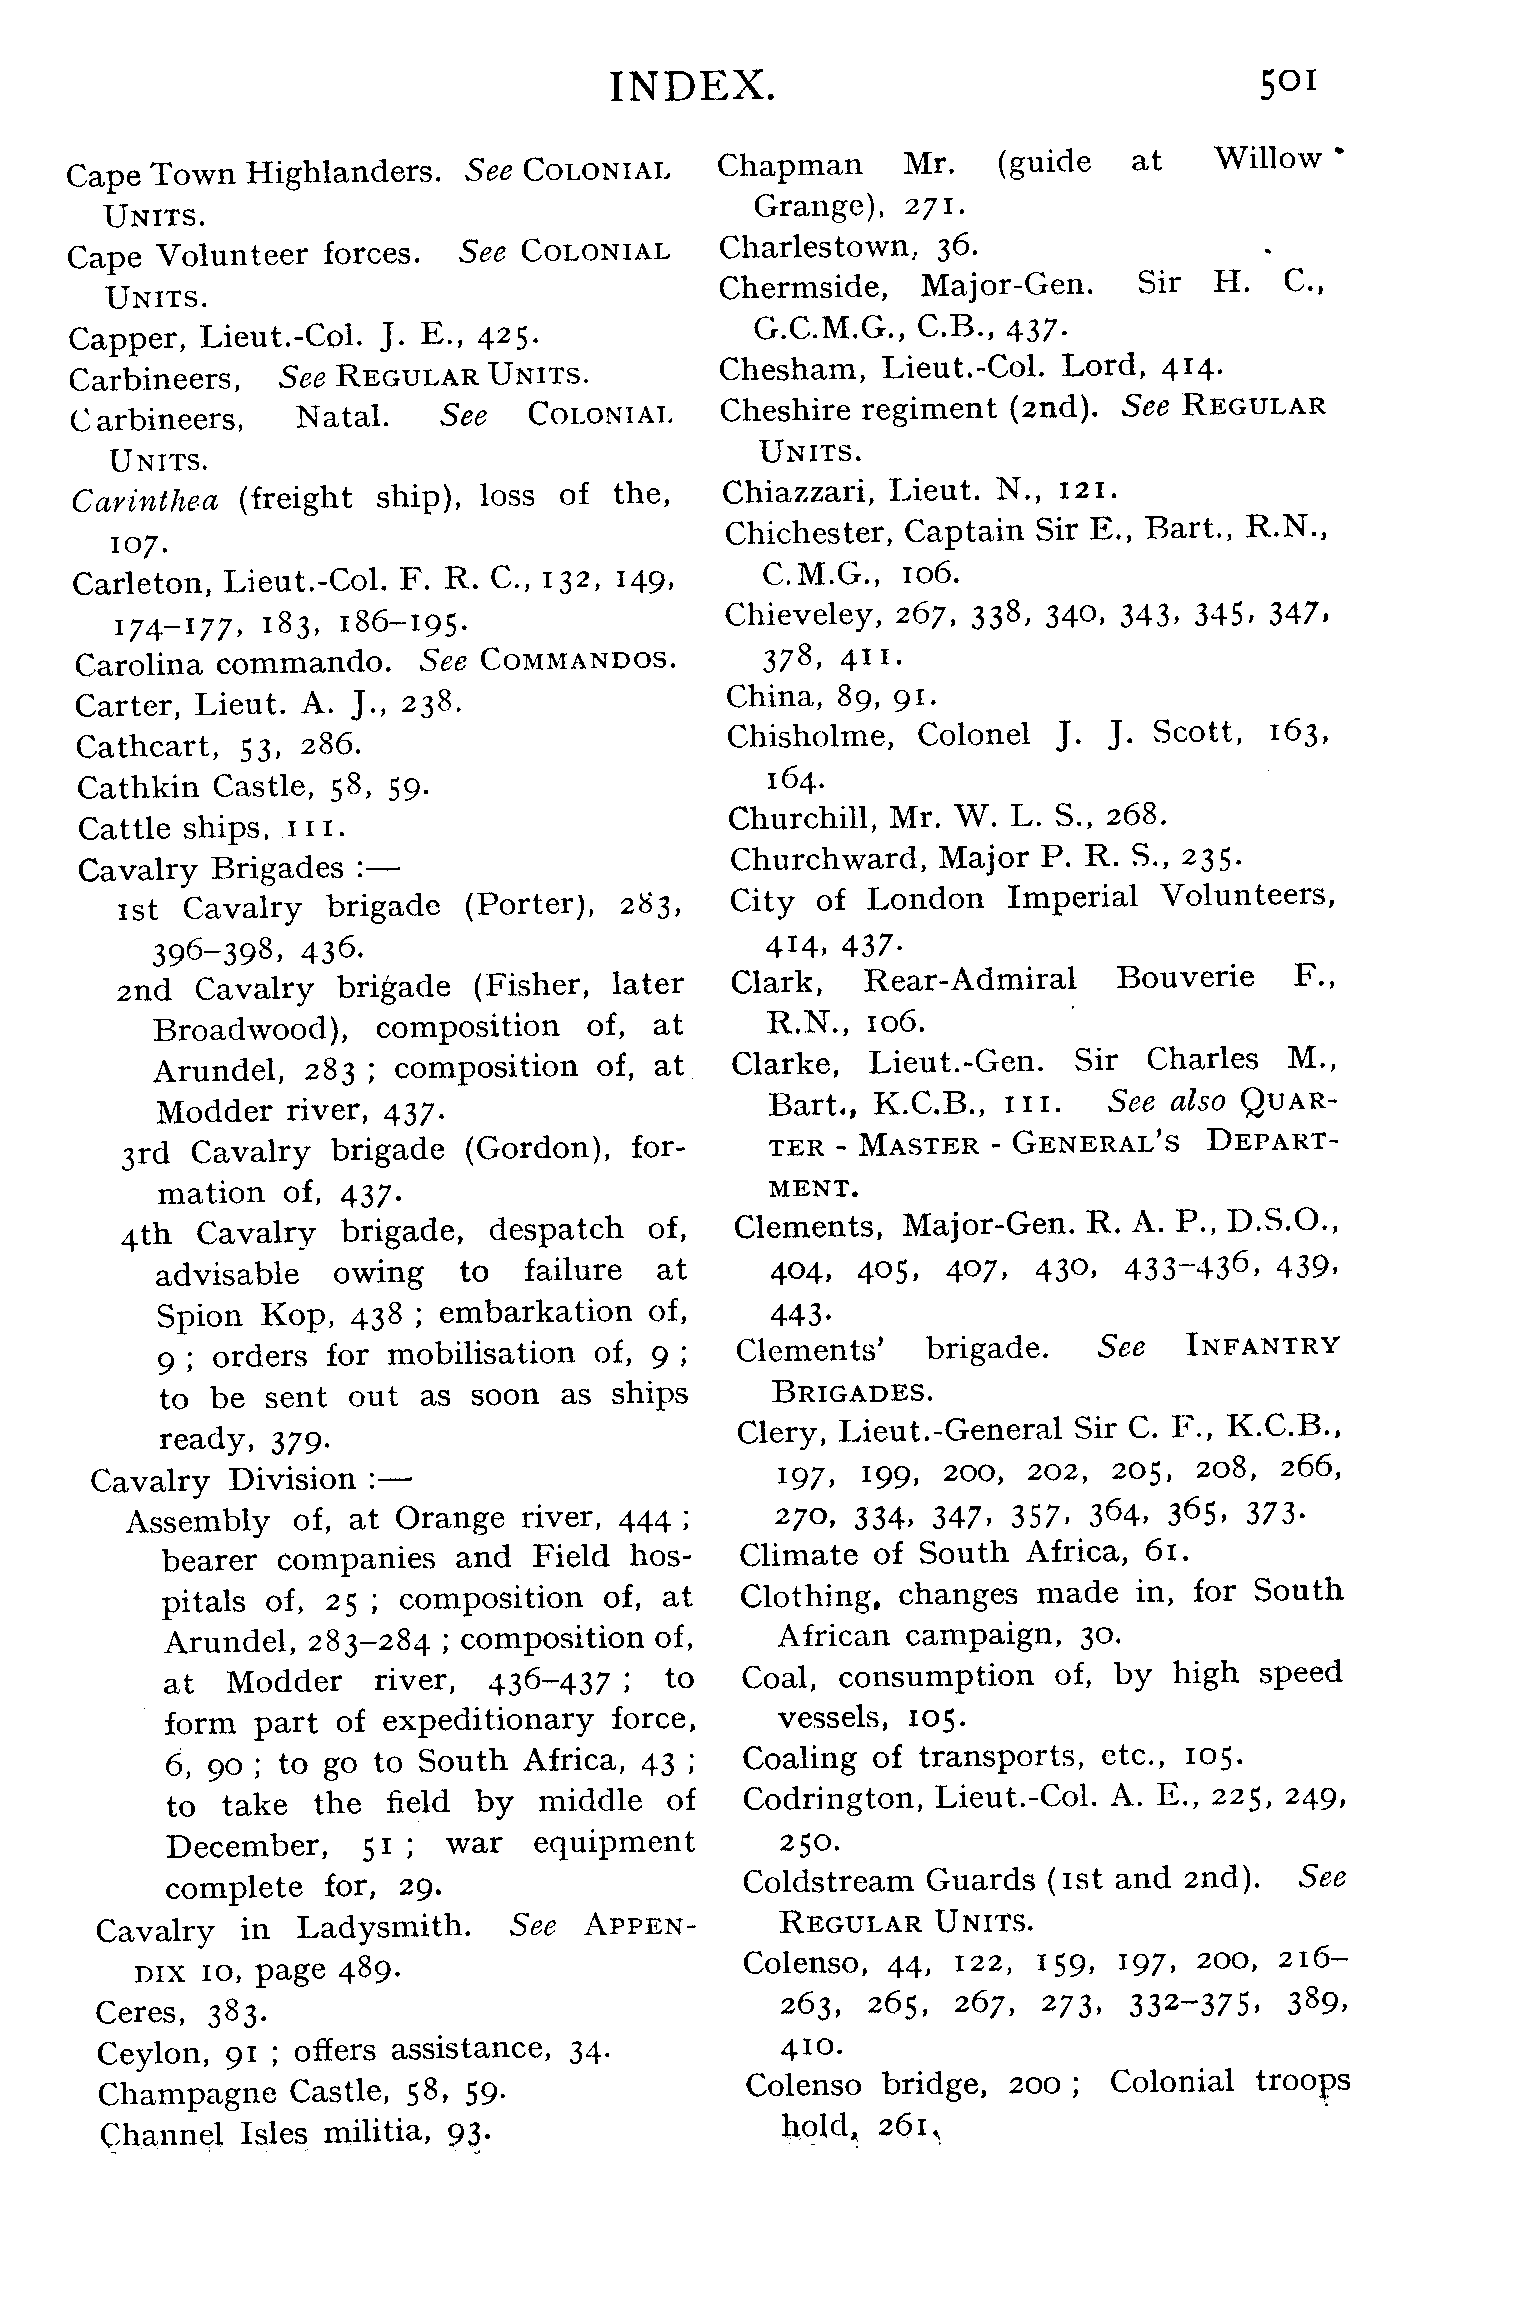 INDEX.
501
Cape Town Highlanders. See COLONIAL
UNITS.
Cape Volunteer forces. See COLONIAL
UNITS.
Capper, Lieut.-Col. J. E., 425.
Carbineers, See REGULAR UNITS.
Carbineers, Natal. See COLONIAL
UNITS.
Carinthea (freight ship), loss of the,
107.
Carleton, Lieut.-Col. F. R. C., 132, 149,
174–177, 183, 186–195.
Carolina commando. See COMMANDOS.
Carter, Lieut. A. J., 238.
Cathcart, 53, 286.
Cathkin Castle, 58, 59.
Cattle ships, 111.
Cavalry Brigades :—
1st Cavalry brigade (Porter), 283,
396–398, 436.
2nd Cavalry brigade (Fisher, later
Broadwood), composition of, at
Arundel, 283 ; composition of, at
Modder river, 437.
3rd Cavalry brigade (Gordon), for-
mation of, 437.
4th Cavalry brigade, despatch of,
advisable owing to failure at
Spion Kop, 438 ; embarkation of,
9 ; orders for mobilisation of, 9 ;
to be sent out as soon as ships
ready, 379.
Cavalry Division :—
Assembly of, at Orange river, 444 ;
bearer companies and Field hos-
pitals of, 25 ; composition of, at
Arundel, 283–284 ; composition of,
at Modder river, 436–437 ; to
form part of expeditionary force,
6, 90 ; to go to South Africa, 43 ;
to take the field by middle of
December, 51 ; war equipment
complete for, 29.
Cavalry in Ladysmith. See APPEN-
DIX 10, page 489.
Ceres, 383.
Ceylon, 91 ; offers assistance, 34.
Champagne Castle, 58, 59.
Channel Isles militia, 93.
Chapman Mr. (guide at Willow
Grange), 271.
Charlestown, 36.
Chermside, Major-Gen. Sir H. C.,
G.C.M.G., C.B., 437.
Chesham, Lieut.-Col. Lord, 414.
Cheshire regiment (2nd). See REGULAR
UNITS.
Chiazzari, Lieut. N., 121.
Chichester, Captain Sir E., Bart., R.N.,
C.M.G., 106.
Chieveley, 267, 338, 340, 343, 345, 347,
378, 411.
China, 89, 91.
Chisholme, Colonel J. J. Scott, 163,
164.
Churchill, Mr. W. L. S., 268.
Churchward, Major P. R. S., 235.
City of London Imperial Volunteers,
414, 437.
Clark, Rear-Admiral Bouverie F.,
R.N., 106.
Clarke, Lieut.-Gen. Sir Charles M.,
Bart., K.C.B., 111. See also QUAR-
TER - MASTER - GENERAL'S DEPART-
MENT.
Clements, Major-Gen. R. A. P., D.S.O.,
404, 405, 407, 430, 433–436, 439,
443.
Clements' brigade. See INFANTRY
BRIGADES.
Clery, Lieut.-General Sir C. F., K.C.B.,
197, 199, 200, 202, 205, 208, 266,
270, 334, 347, 357, 364, 365, 373.
Climate of South Africa, 61.
Clothing, changes made in, for South
African campaign, 30.
Coal, consumption of, by high speed
vessels, 105.
Coaling of transports, etc., 105.
Codrington, Lieut.-Col. A. E., 225, 249,
250.
Coldstream Guards (1st and 2nd). See
REGULAR UNITS.
Colenso, 44, 122, 159, 197, 200, 216–
263, 265, 267, 273, 332–375, 389,
410.
Colenso bridge, 200 ; Colonial troops
hold, 261.